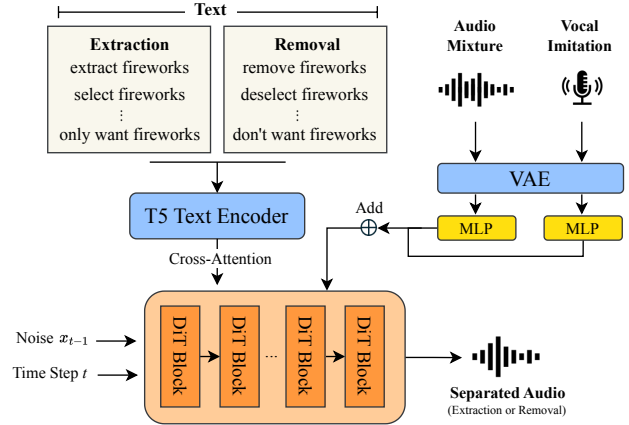 Text
Extraction
extract fireworks
select fireworks
⋮
only want fireworks
Removal
remove fireworks
deselect fireworks
⋮
don't want fireworks
Audio
Mixture
Vocal
Imitation
VAE
T5 Text Encoder
Add
MLP
MLP
Cross-Attention
Noise x_{t−1}
Time Step t
DiT Block
DiT Block
...
DiT Block
DiT Block
Separated Audio
(Extraction or Removal)